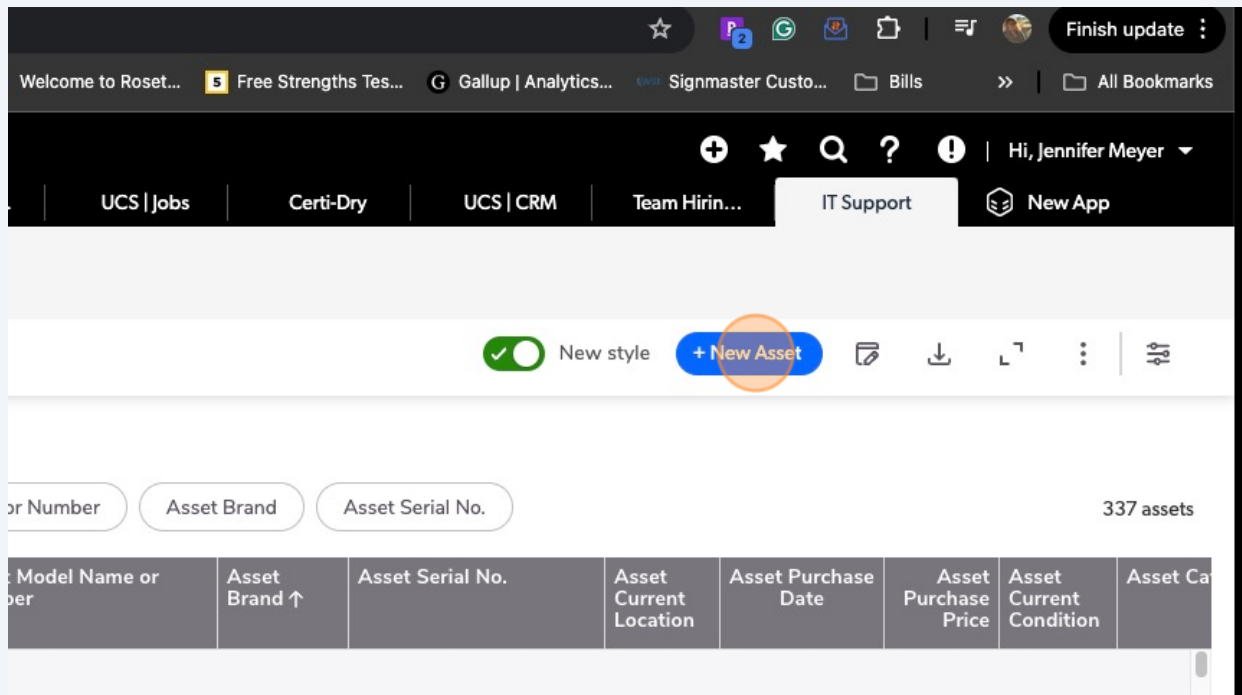 2 G Finish update
Welcome to Roset... 5 Free Strengths Tes... G Gallup | Analytics... Signmaster Custo... Bills » All Bookmarks
? | Hi, Jennifer Meyer
. UCS | Jobs Certi-Dry UCS | CRM Team Hirin... IT Support New App
New style + New Asset
or Number Asset Brand Asset Serial No. 337 assets
Model Name or Asset Asset Serial No. Asset Asset Purchase Asset Asset Asset Ca
Brand ↑ Current Date Purchase Current
Location Price Condition